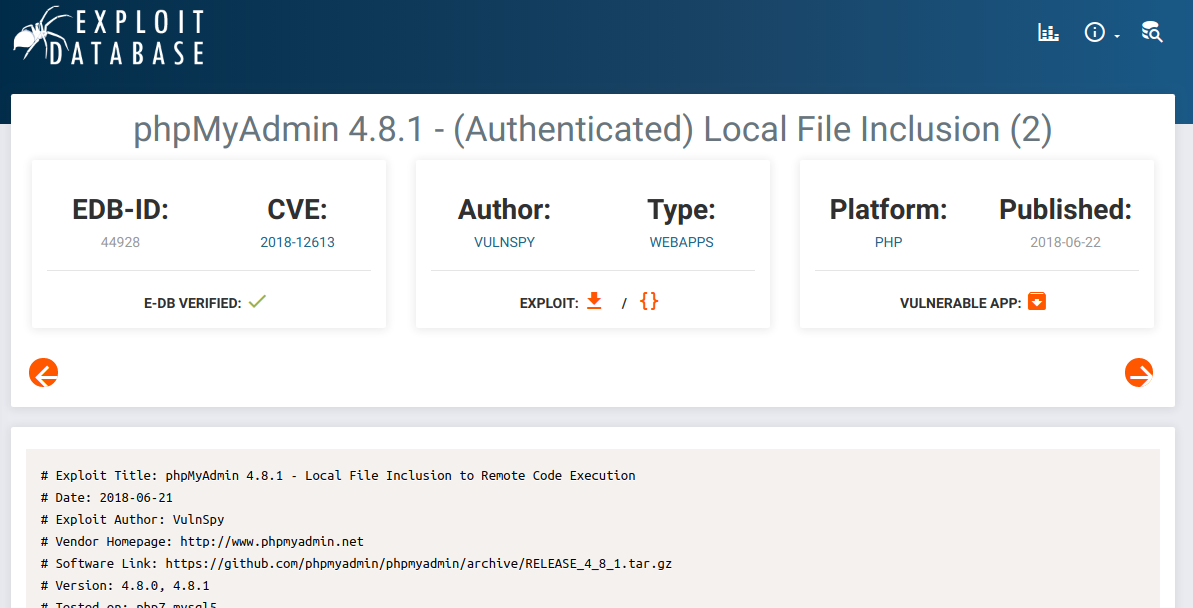 EXPLOIT
DATABASE
phpMyAdmin 4.8.1 - (Authenticated) Local File Inclusion (2)
EDB-ID:
44928
CVE:
2018-12613
E-DB VERIFIED:
Author:
VULNSPY
Type:
WEBAPPS
EXPLOIT: / {}
Platform:
PHP
Published:
2018-06-22
VULNERABLE APP:
# Exploit Title: phpMyAdmin 4.8.1 - Local File Inclusion to Remote Code Execution
# Date: 2018-06-21
# Exploit Author: VulnSpy
# Vendor Homepage: http://www.phpmyadmin.net
# Software Link: https://github.com/phpmyadmin/phpmyadmin/archive/RELEASE_4_8_1.tar.gz
# Version: 4.8.0, 4.8.1
# Tested on: php7 mysql5